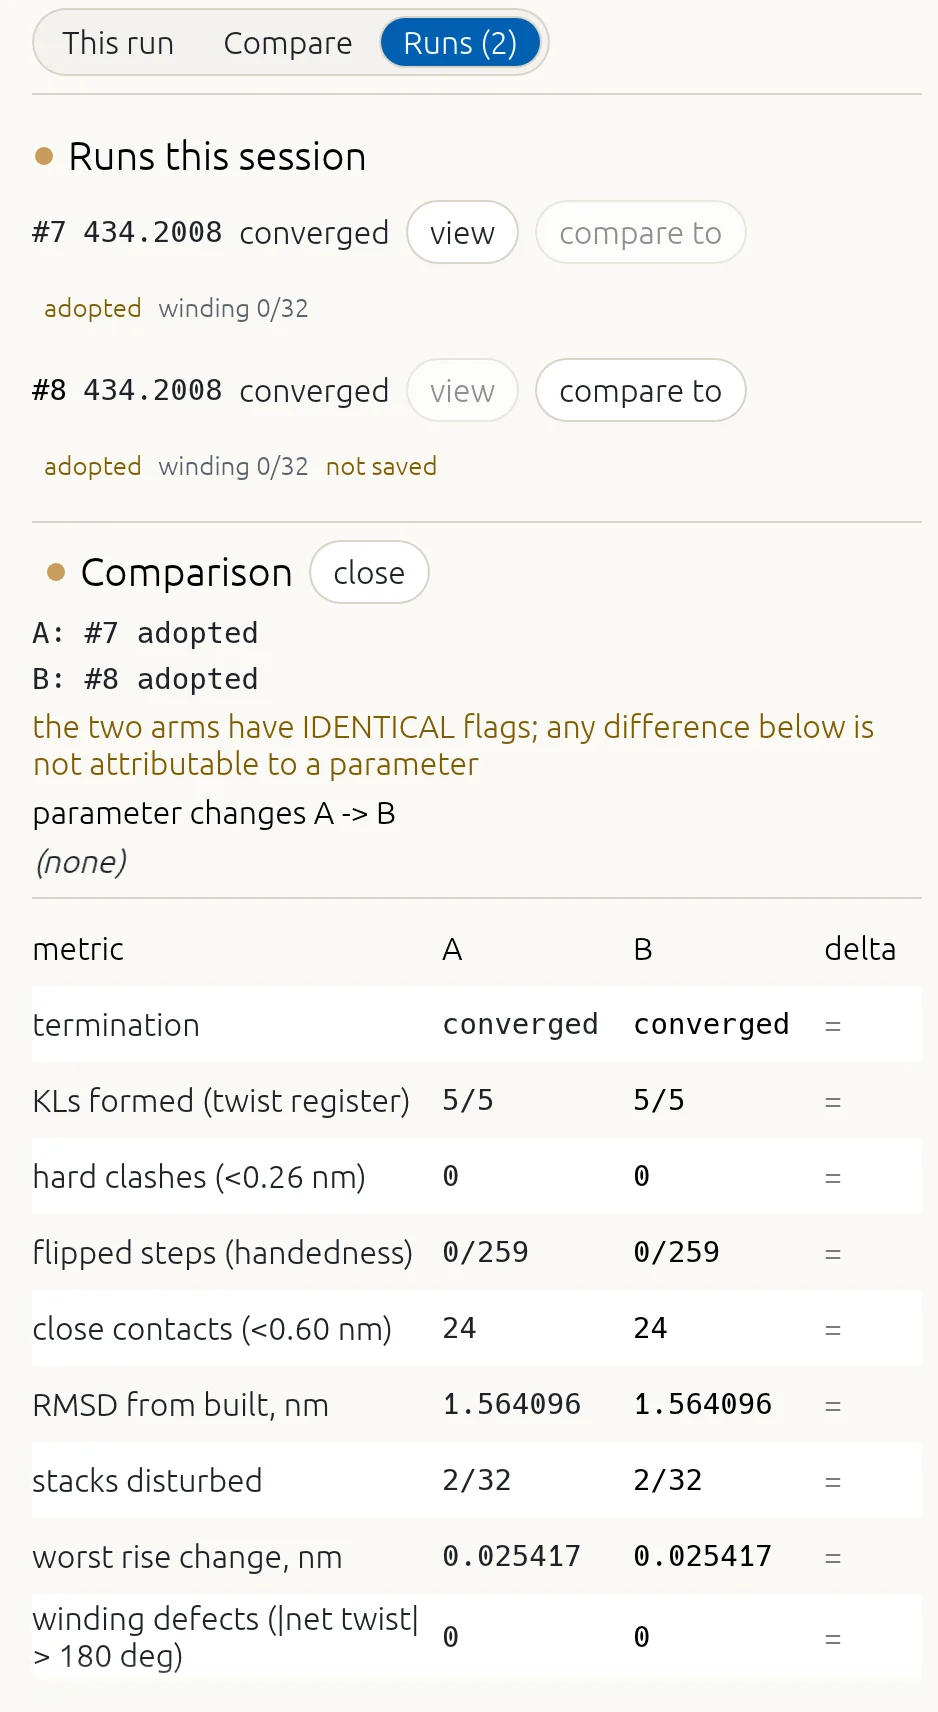 This run Compare Runs (2)
Runs this session
#7 434.2008 converged view compare to
adopted winding 0/32
#8 434.2008 converged view compare to
adopted winding 0/32 not saved
Comparison close
A: #7 adopted
B: #8 adopted
the two arms have IDENTICAL flags; any difference below is
not attributable to a parameter
parameter changes A -> B
(none)
metric A B delta
termination converged converged =
KLs formed (twist register) 5/5 5/5 =
hard clashes (<0.26 nm) 0 0 =
flipped steps (handedness) 0/259 0/259 =
close contacts (<0.60 nm) 24 24 =
RMSD from built, nm 1.564096 1.564096 =
stacks disturbed 2/32 2/32 =
worst rise change, nm 0.025417 0.025417 =
winding defects (|net twist|
> 180 deg) 0 0 =